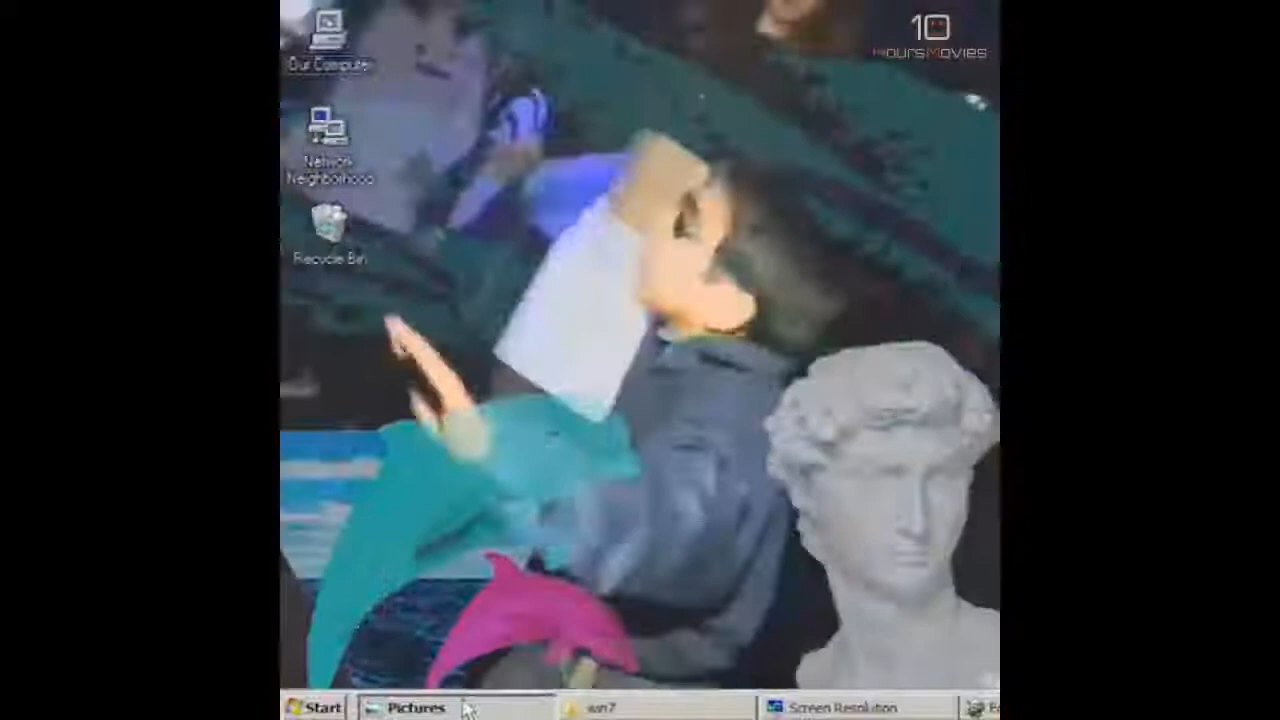 10
HoursMovies
Our Computer
Network
Neighborhood
Recycle Bin
Start
Pictures
win7
Screen Resolution